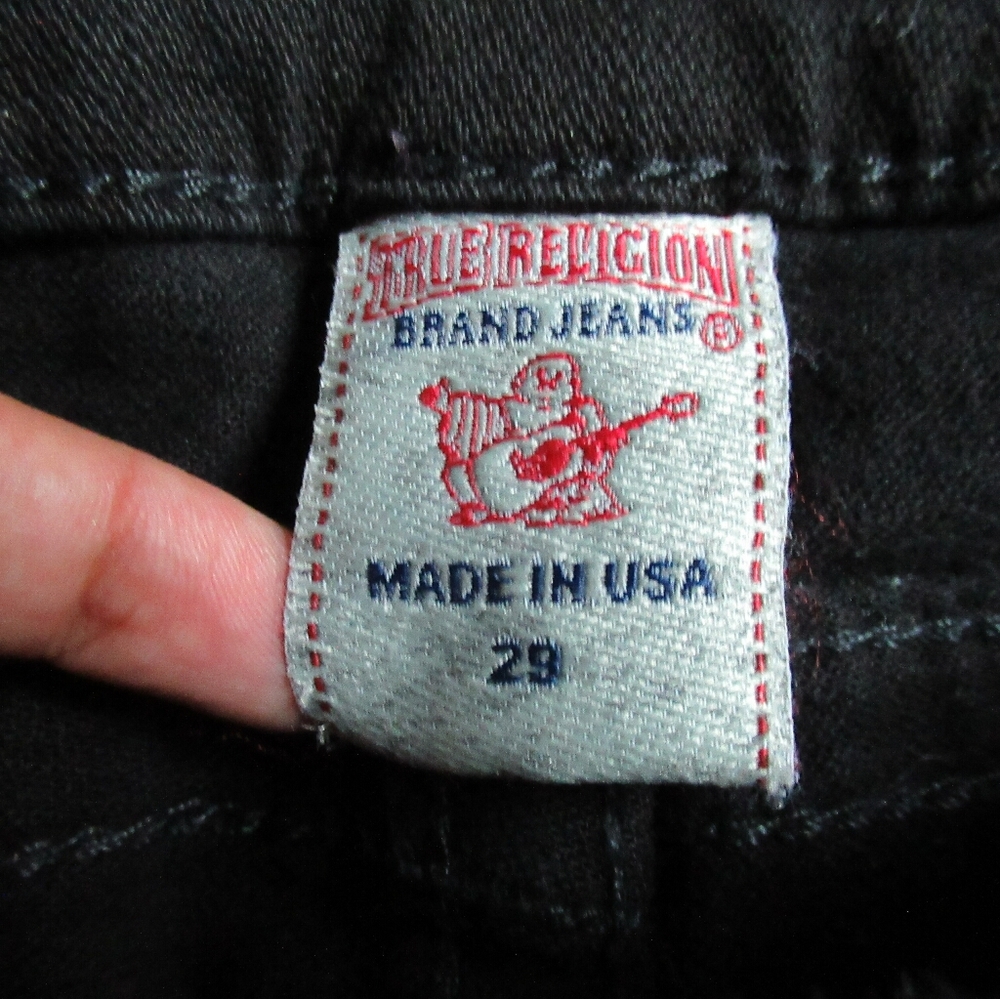 TRUE RELIGION
BRAND JEANS ®
MADE IN USA
29